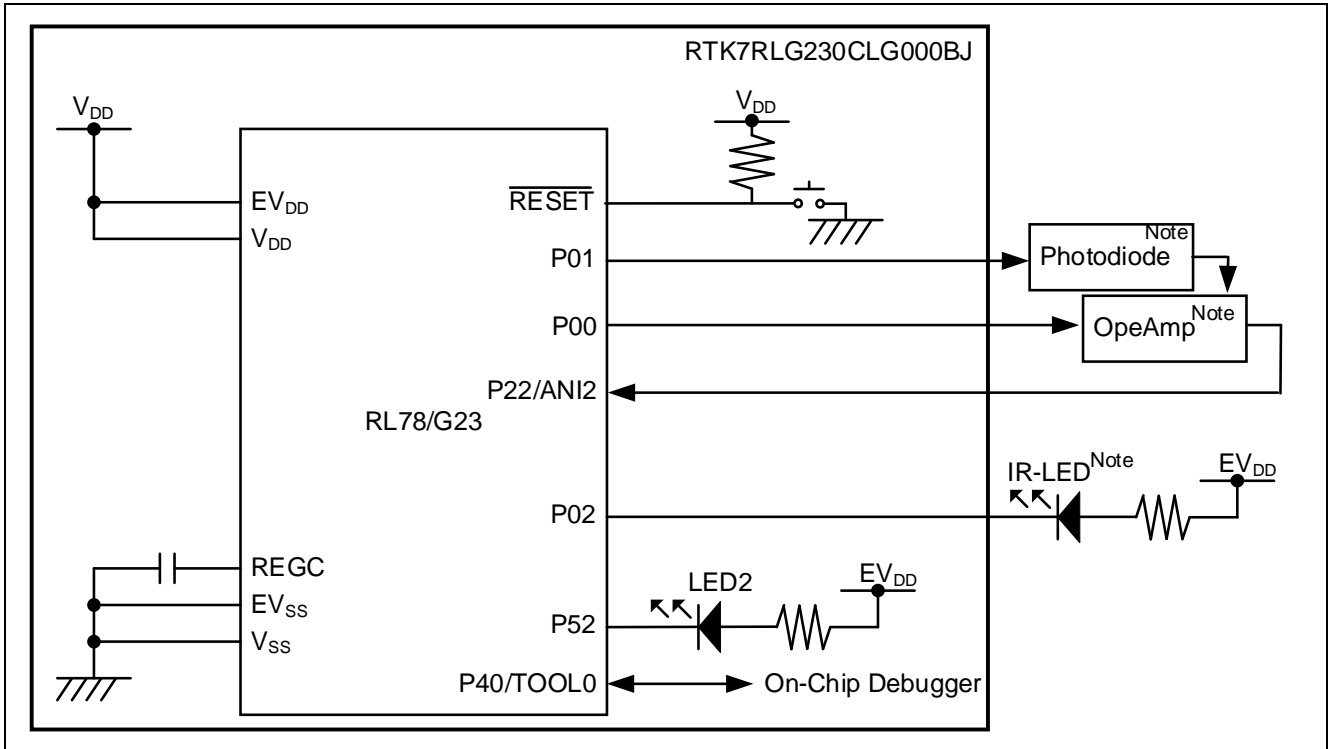 RTK7RLG230CLG000BJ
VDD
VDD
EVDD
VDD
RESET
P01
Photodiode Note
P00
OpeAmp Note
P22/ANI2
RL78/G23
IR-LED Note
EVDD
P02
REGC
LED2
EVDD
EVSS
P52
VSS
P40/TOOL0
On-Chip Debugger